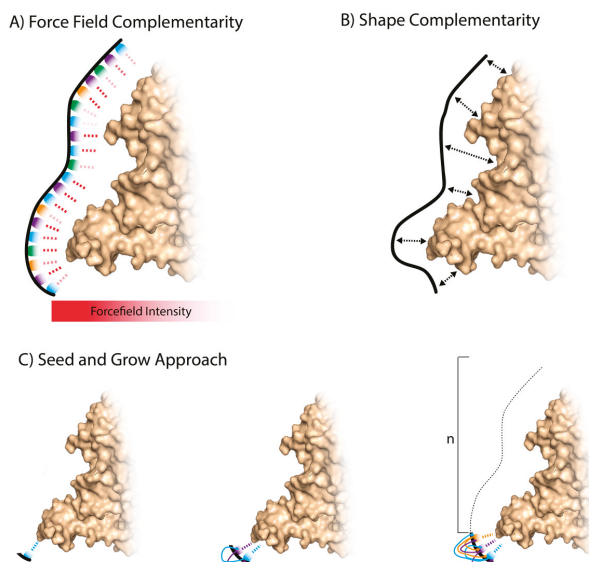 A) Force Field Complementarity
B) Shape Complementarity
Forcefield Intensity
C) Seed and Grow Approach
n